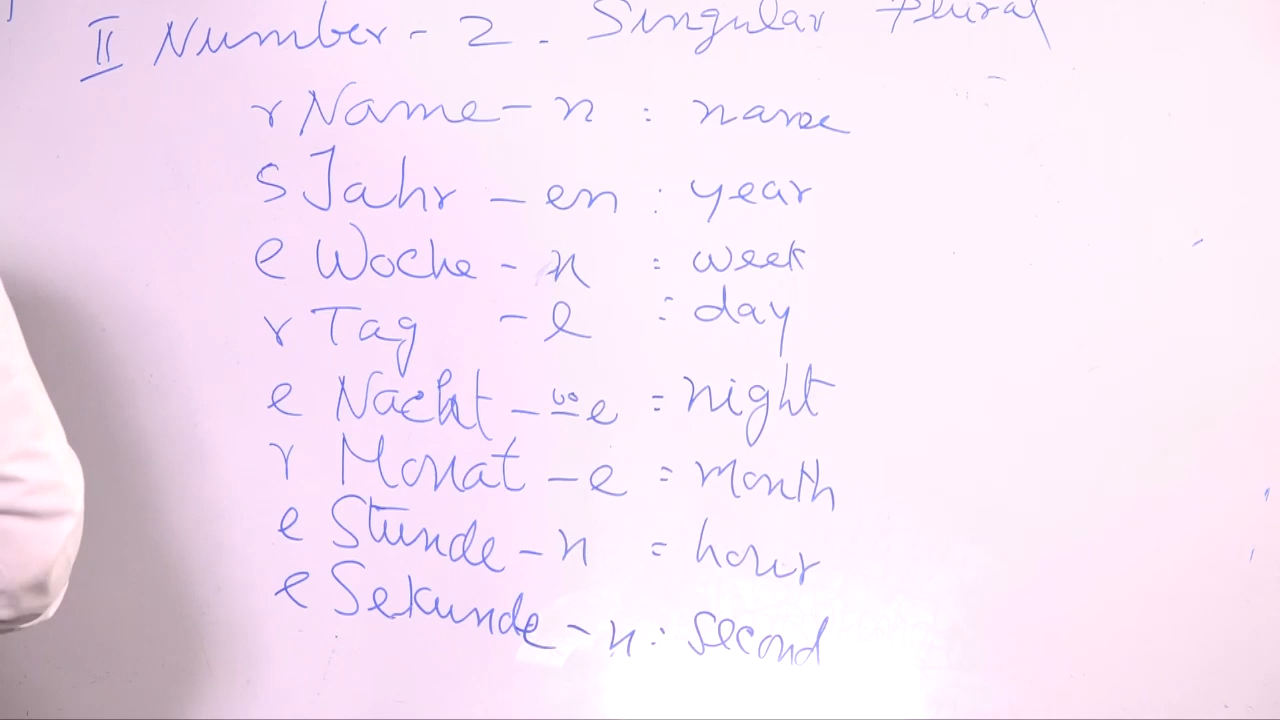 II Number - 2. Singular Plural
r Name - n : name
s Jahr - en : year
e Woche - n : week
r Tag - e : day
e Nacht - ¨e = night
r Monat - e = month
e Stunde - n = hour
e Sekunde - n : second